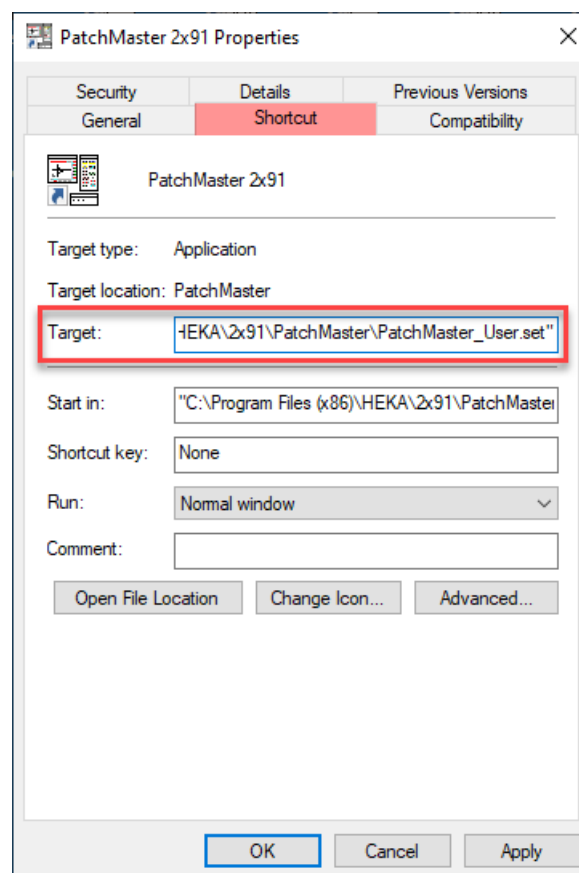 PatchMaster 2x91 Properties
Security Details Previous Versions
General Shortcut Compatibility
PatchMaster 2x91
Target type: Application
Target location: PatchMaster
Target: HEKA\2x91\PatchMaster\PatchMaster_User.set"
Start in: "C:\Program Files (x86)\HEKA\2x91\PatchMaster
Shortcut key: None
Run: Normal window
Comment:
Open File Location Change Icon... Advanced...
OK Cancel Apply